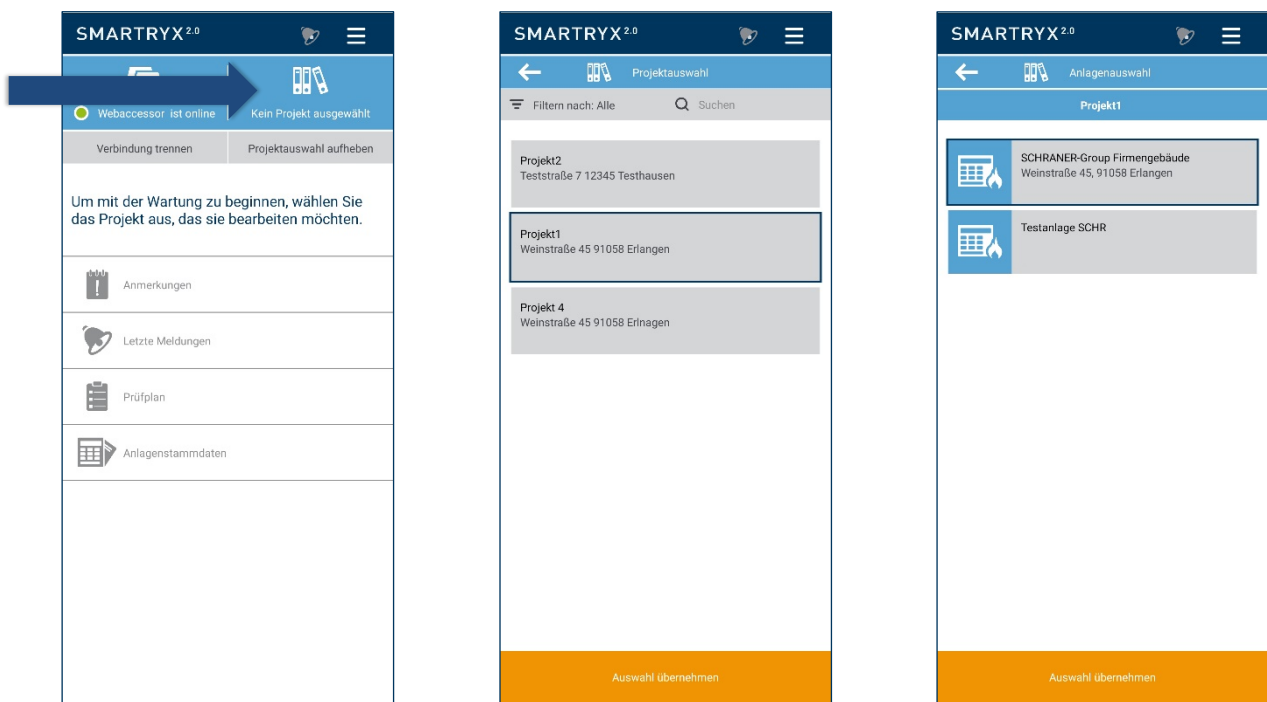 SMARTRYX 2.0
Webaccessor ist online
Kein Projekt ausgewählt
Verbindung trennen
Projektauswahl aufheben
Um mit der Wartung zu beginnen, wählen Sie
das Projekt aus, das sie bearbeiten möchten.
Anmerkungen
Letzte Meldungen
Prüfplan
Anlagenstammdaten
SMARTRYX 2.0
Projektauswahl
Filtern nach: Alle
Suchen
Projekt2
Teststraße 7 12345 Testhausen
Projekt1
Weinstraße 45 91058 Erlangen
Projekt 4
Weinstraße 45 91058 Erlnagen
Auswahl übernehmen
SMARTRYX 2.0
Anlagenauswahl
Projekt1
SCHRANER-Group Firmengebäude
Weinstraße 45, 91058 Erlangen
Testanlage SCHR
Auswahl übernehmen